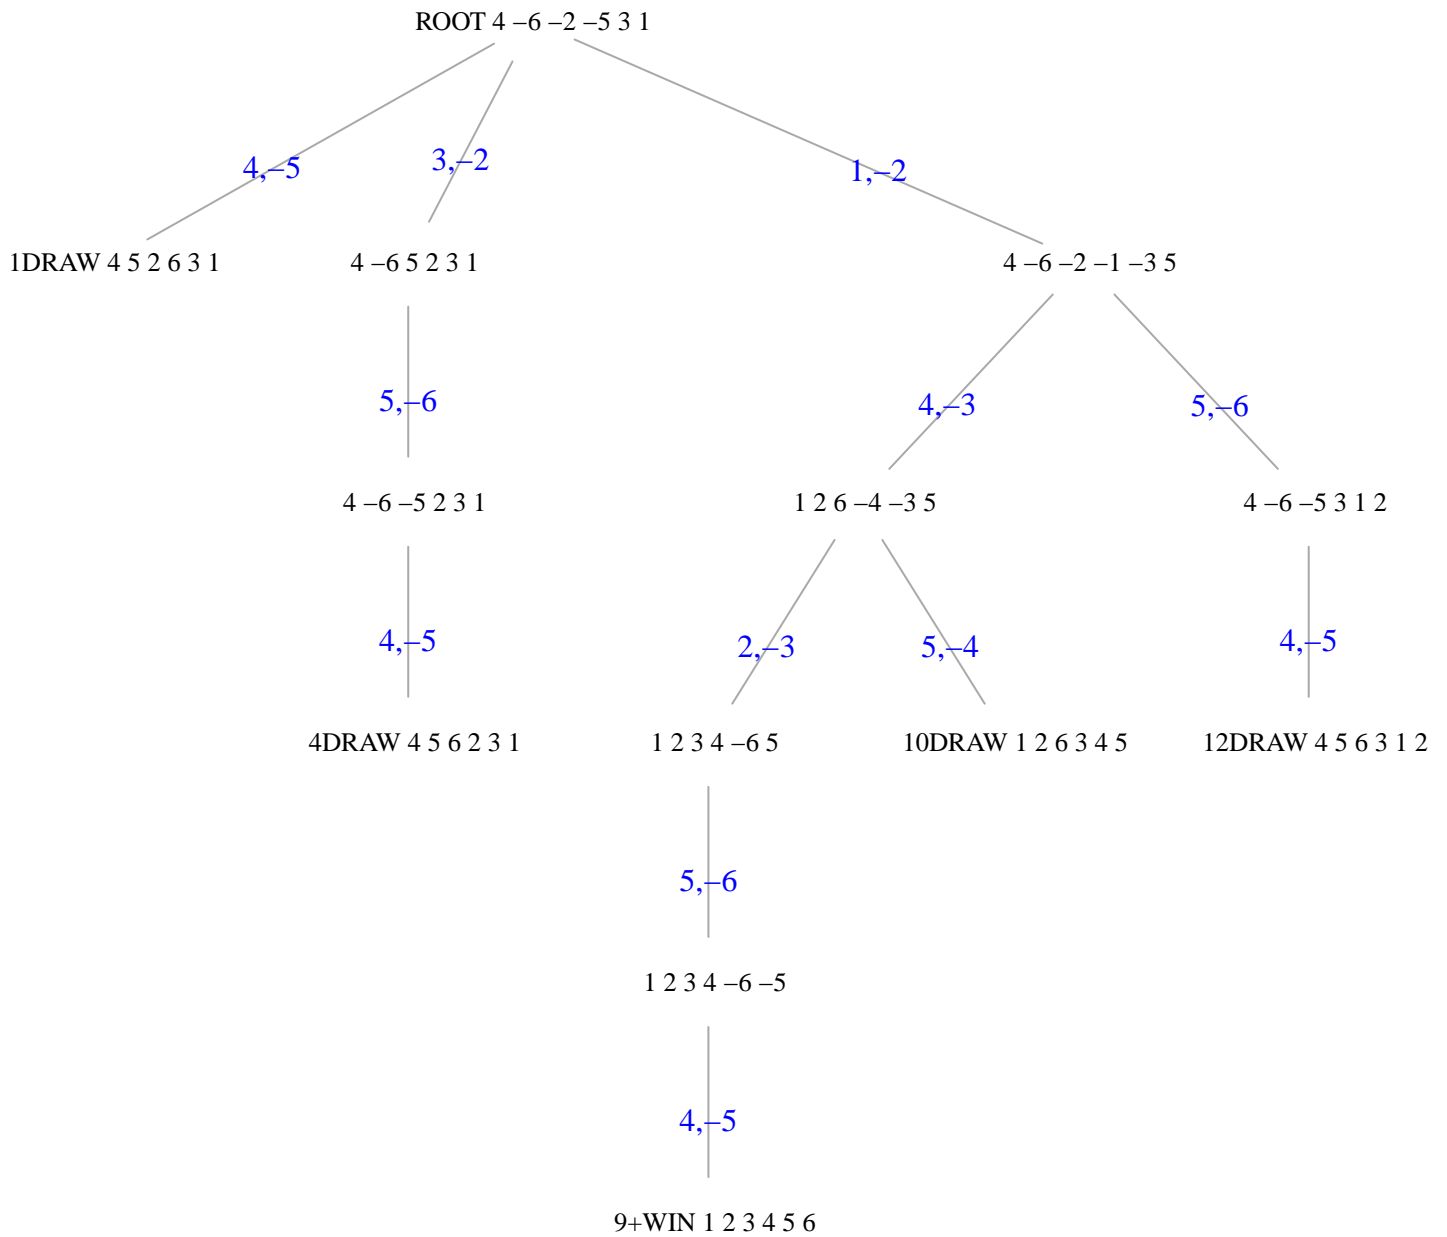 ROOT 4 –6 –2 –5 3 1
4,–5
3,–2
1,–2
1DRAW 4 5 2 6 3 1
4 –6 5 2 3 1
4 –6 –2 –1 –3 5
5,–6
4,–3
5,–6
4 –6 –5 2 3 1
1 2 6 –4 –3 5
4 –6 –5 3 1 2
4,–5
2,–3
5,–4
4,–5
4DRAW 4 5 6 2 3 1
1 2 3 4 –6 5
10DRAW 1 2 6 3 4 5
12DRAW 4 5 6 3 1 2
5,–6
1 2 3 4 –6 –5
4,–5
9+WIN 1 2 3 4 5 6